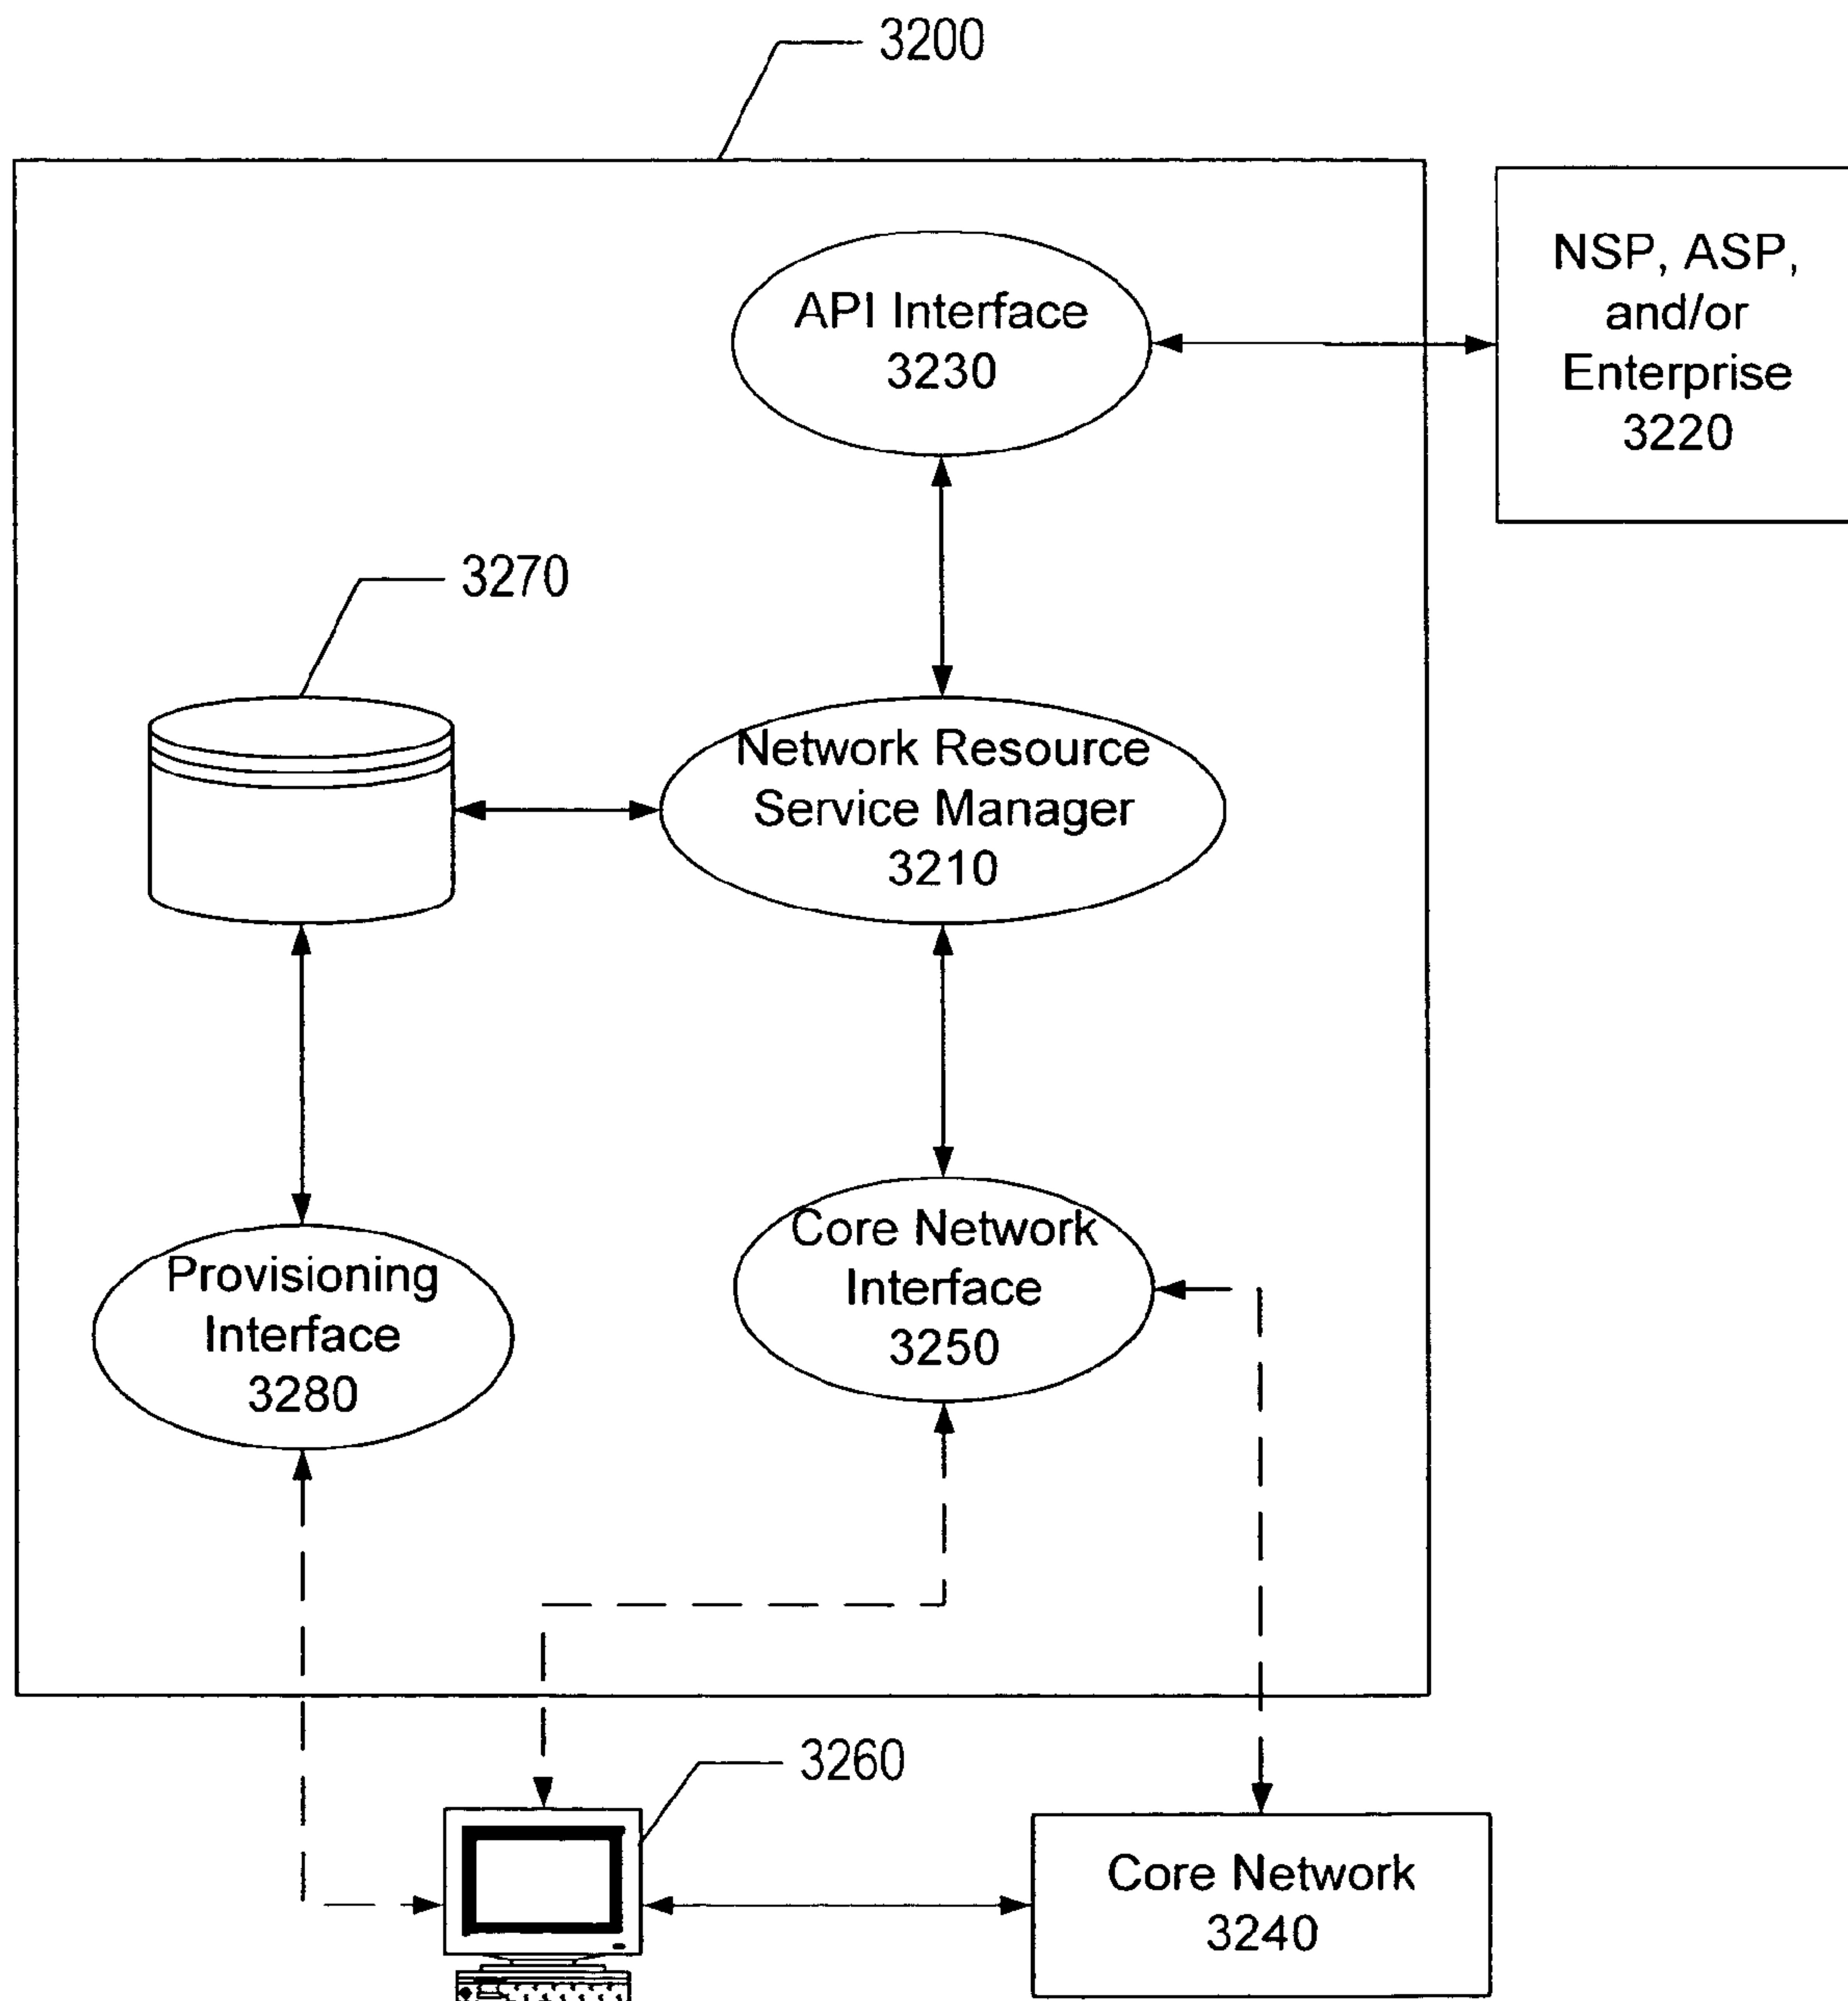 3200
NSP, ASP,
and/or
Enterprise
3220
API Interface
3230
3270
Network Resource
Service Manager
3210
Provisioning
Interface
3280
Core Network
Interface
3250
3260
Core Network
3240